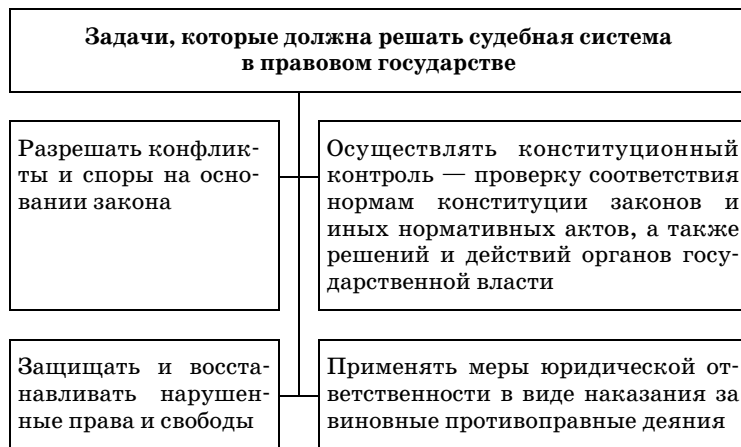 Задачи, которые должна решать судебная система
в правовом государстве
Разрешать конфлик-
ты и споры на осно-
вании закона
Осуществлять конституционный
контроль — проверку соответствия
нормам конституции законов и
иных нормативных актов, а также
решений и действий органов госу-
дарственной власти
Защищать и восста-
навливать нарушен-
ные права и свободы
Применять меры юридической от-
ветственности в виде наказания за
виновные противоправные деяния